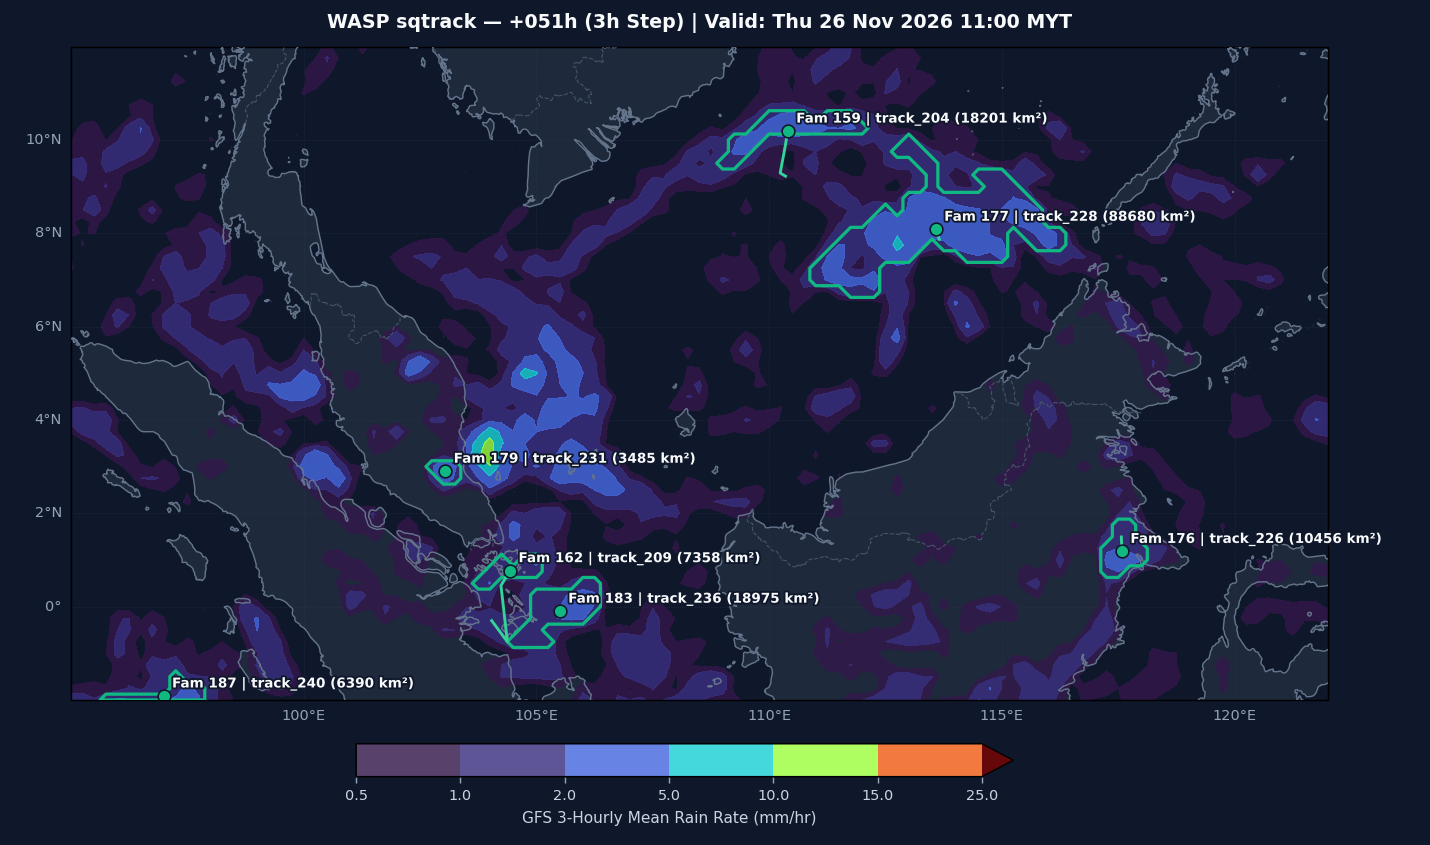 WASP sqtrack — +051h (3h Step) | Valid: Thu 26 Nov 2026 11:00 MYT
10°N
8°N
6°N
4°N
2°N
0°
Fam 159 | track_204 (18201 km²)
Fam 177 | track_228 (88680 km²)
Fam 179 | track_231 (3485 km²)
Fam 176 | track_226 (10456 km²)
Fam 162 | track_209 (7358 km²)
Fam 183 | track_236 (18975 km²)
Fam 187 | track_240 (6390 km²)
100°E 105°E 110°E 115°E 120°E
0.5 1.0 2.0 5.0 10.0 15.0 25.0
GFS 3-Hourly Mean Rain Rate (mm/hr)